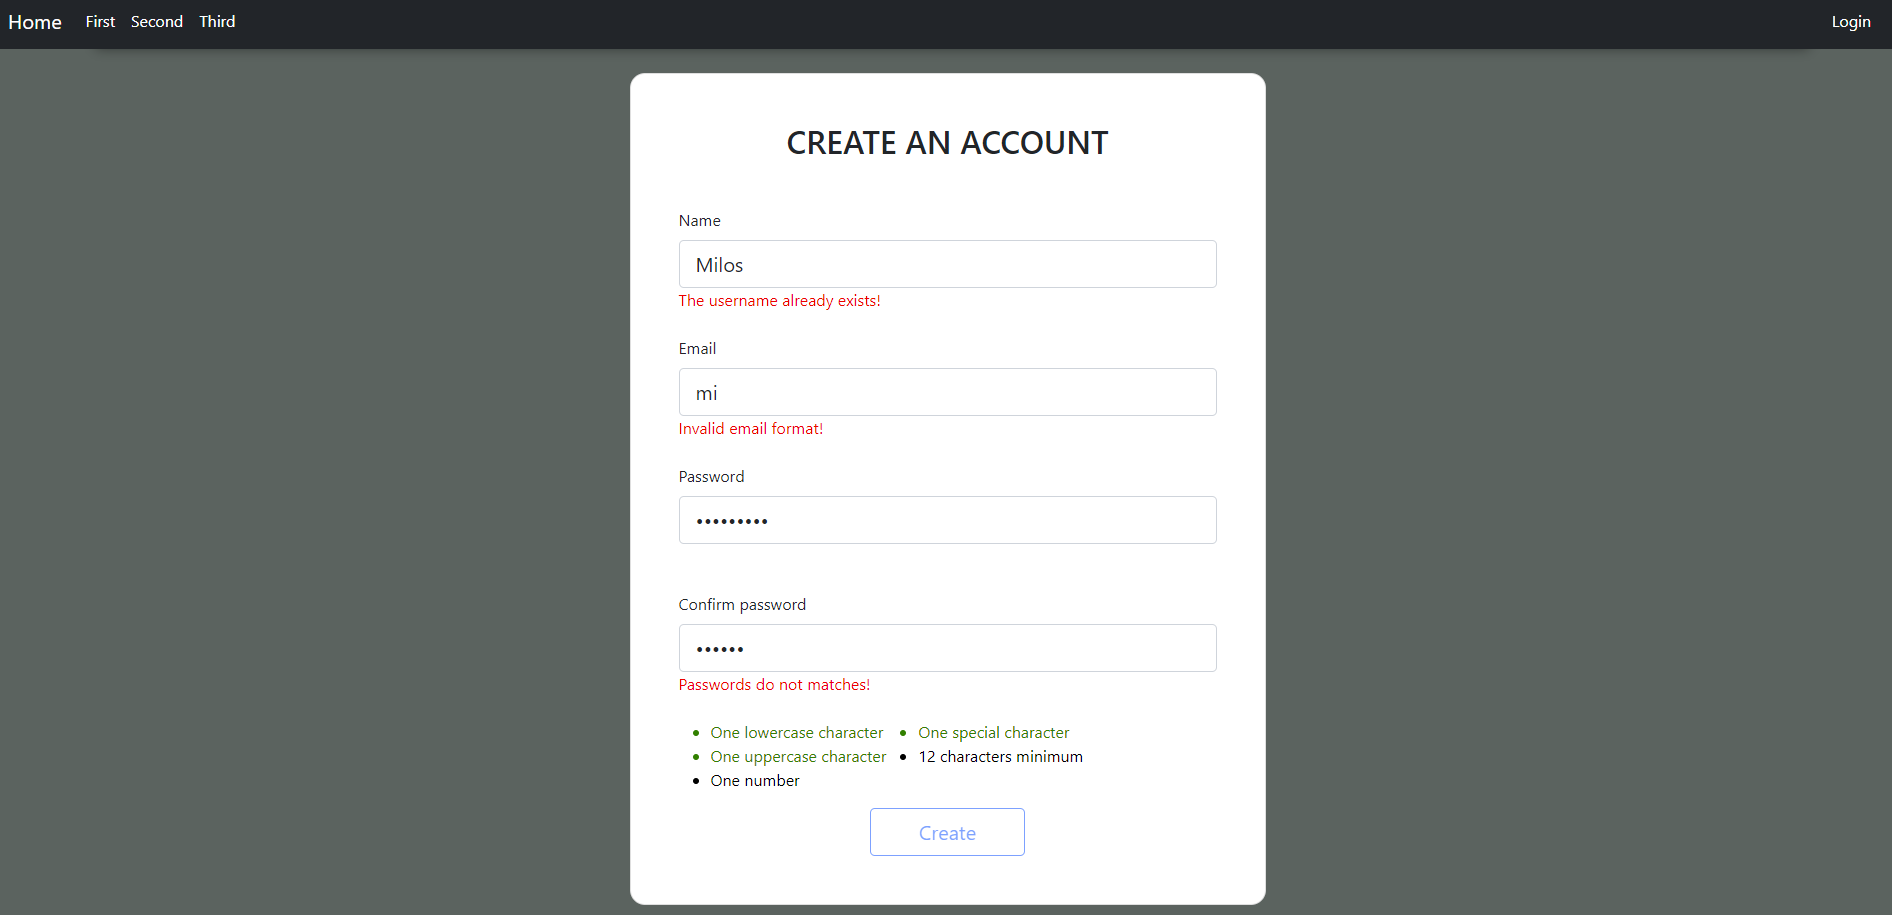 Home First Second Third Login
CREATE AN ACCOUNT
Name
Milos
The username already exists!
Email
mi
Invalid email format!
Password
•••••••••
Confirm password
••••••
Passwords do not matches!
• One lowercase character • One special character
• One uppercase character • 12 characters minimum
• One number
Create